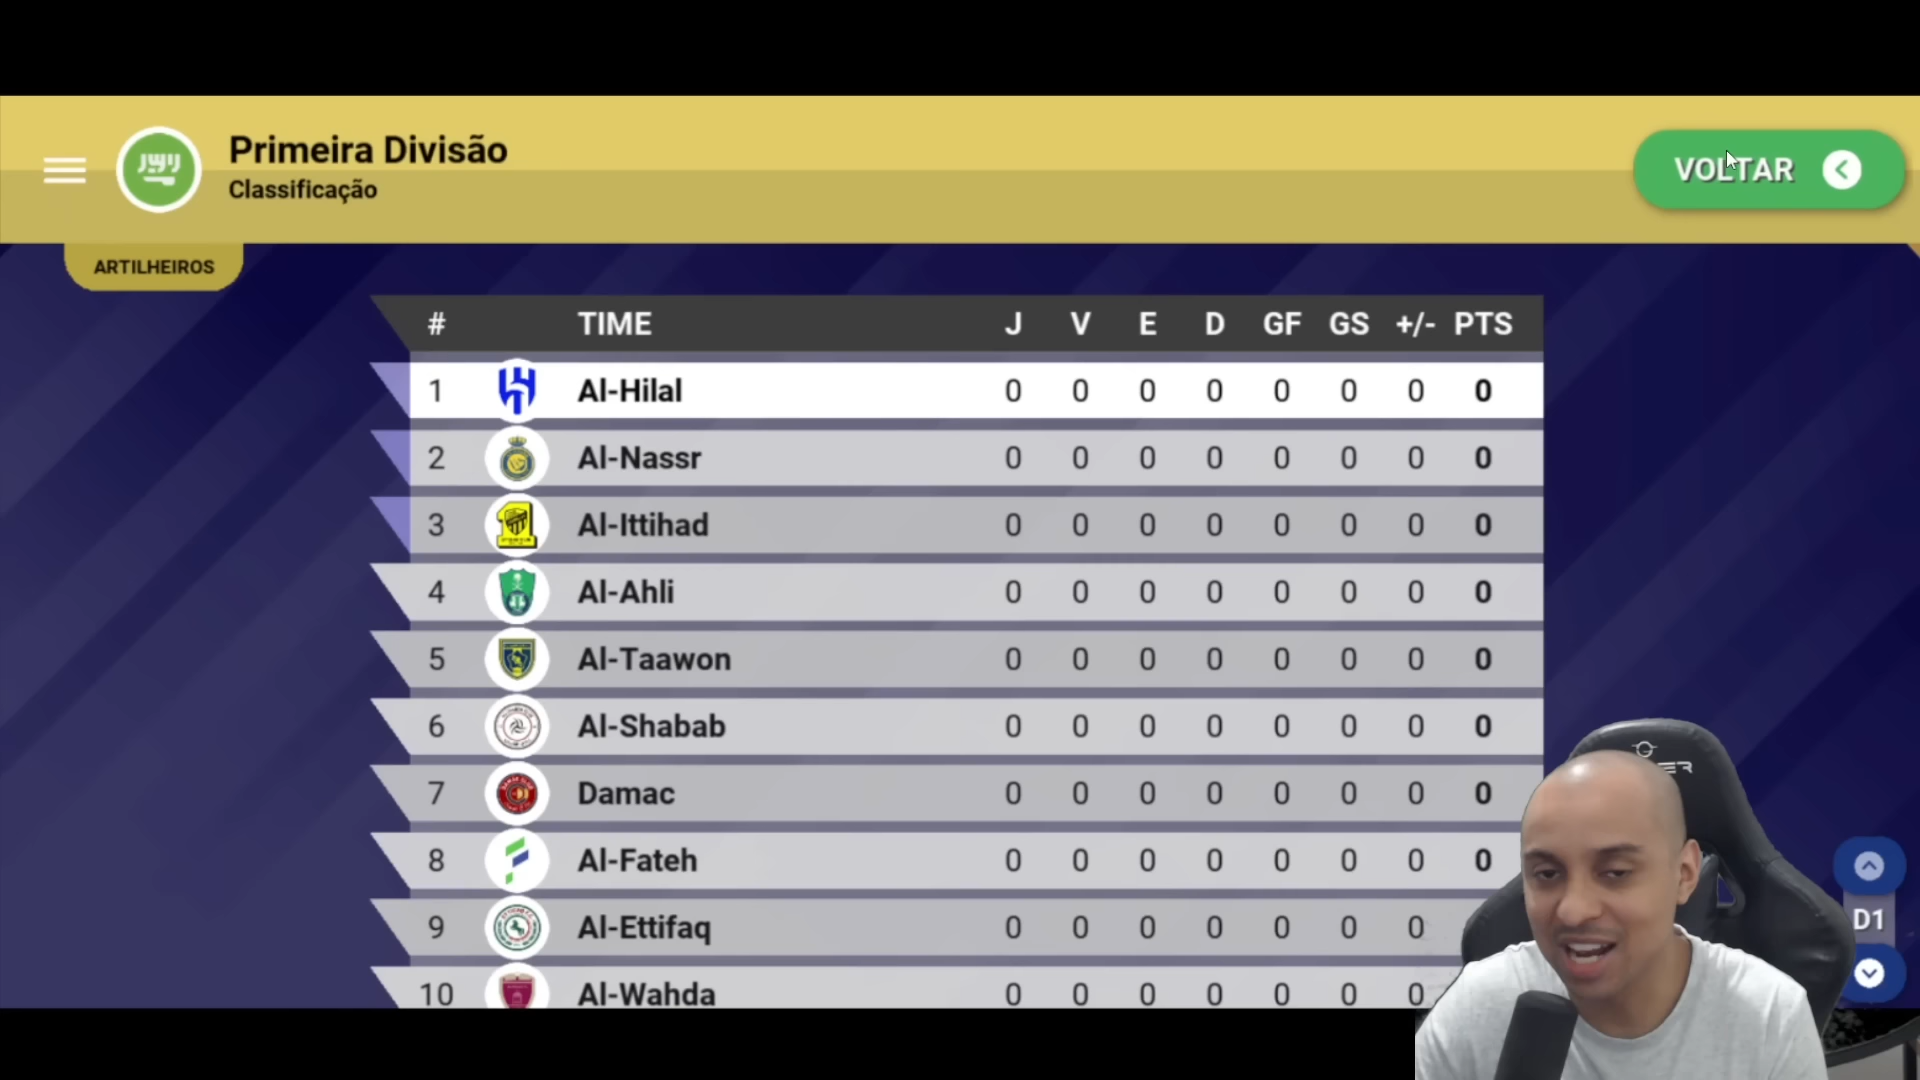 Primeira Divisão
Classificação
VOLTAR
ARTILHEIROS
# TIME J V E D GF GS +/- PTS
1 Al-Hilal 0 0 0 0 0 0 0 0
2 Al-Nassr 0 0 0 0 0 0 0 0
3 Al-Ittihad 0 0 0 0 0 0 0 0
4 Al-Ahli 0 0 0 0 0 0 0 0
5 Al-Taawon 0 0 0 0 0 0 0 0
6 Al-Shabab 0 0 0 0 0 0 0 0
7 Damac 0 0 0 0 0 0 0 0
8 Al-Fateh 0 0 0 0 0 0 0 0
9 Al-Ettifaq 0 0 0 0 0 0 0
10 Al-Wahda 0 0 0 0 0 0 0
D1